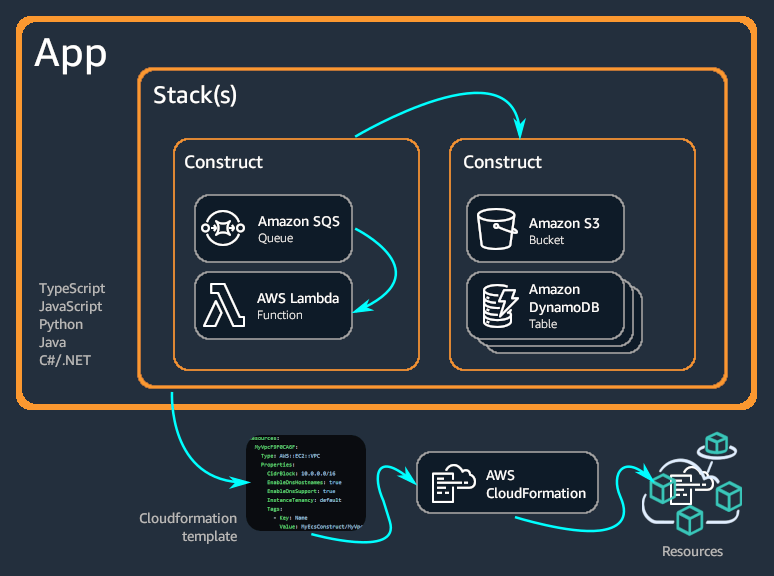 App
Stack(s)
Construct
Amazon SQS
Queue
AWS Lambda
Function
Construct
Amazon S3
Bucket
Amazon
DynamoDB
Table
TypeScript
JavaScript
Python
Java
C#/.NET
esources:
MyVpcF9F0CA6F:
Type: AWS::EC2::VPC
Properties:
CidrBlock: 10.0.0.0/16
EnableDnsHostnames: true
EnableDnsSupport: true
InstanceTenancy: default
Tags:
- Key: Name
Value: MyEcsConstruct/MyVpc
Cloudformation
template
AWS
CloudFormation
Resources